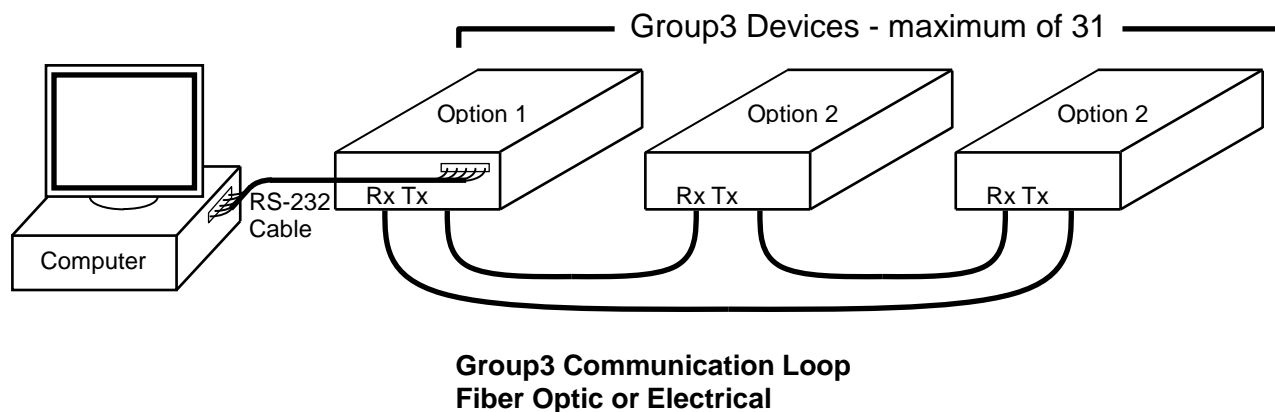 Group3 Devices - maximum of 31
Option 1
Option 2
Option 2
Rx Tx
Rx Tx
Rx Tx
RS-232
Cable
Computer
Group3 Communication Loop
Fiber Optic or Electrical